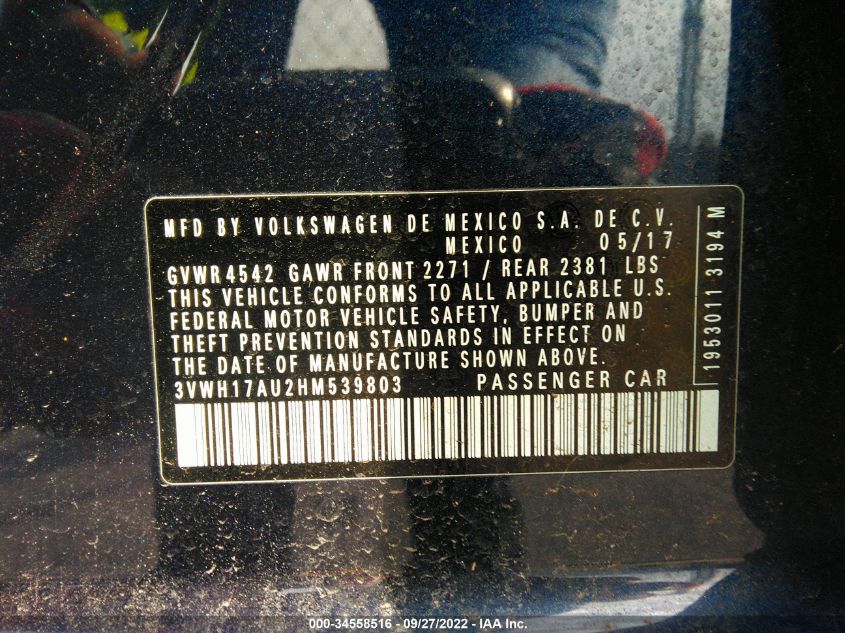 MFD BY VOLKSWAGEN DE MEXICO S.A. DE C.V.
MEXICO 05/17
GVWR 4542 GAWR FRONT 2271 / REAR 2381 LBS
THIS VEHICLE CONFORMS TO ALL APPLICABLE U.S.
FEDERAL MOTOR VEHICLE SAFETY, BUMPER AND
THEFT PREVENTION STANDARDS IN EFFECT ON
THE DATE OF MANUFACTURE SHOWN ABOVE.
3VWH17AU2HM539803 PASSENGER CAR
1953011 3194 M
000-34558516 - 09/27/2022 - IAA Inc.